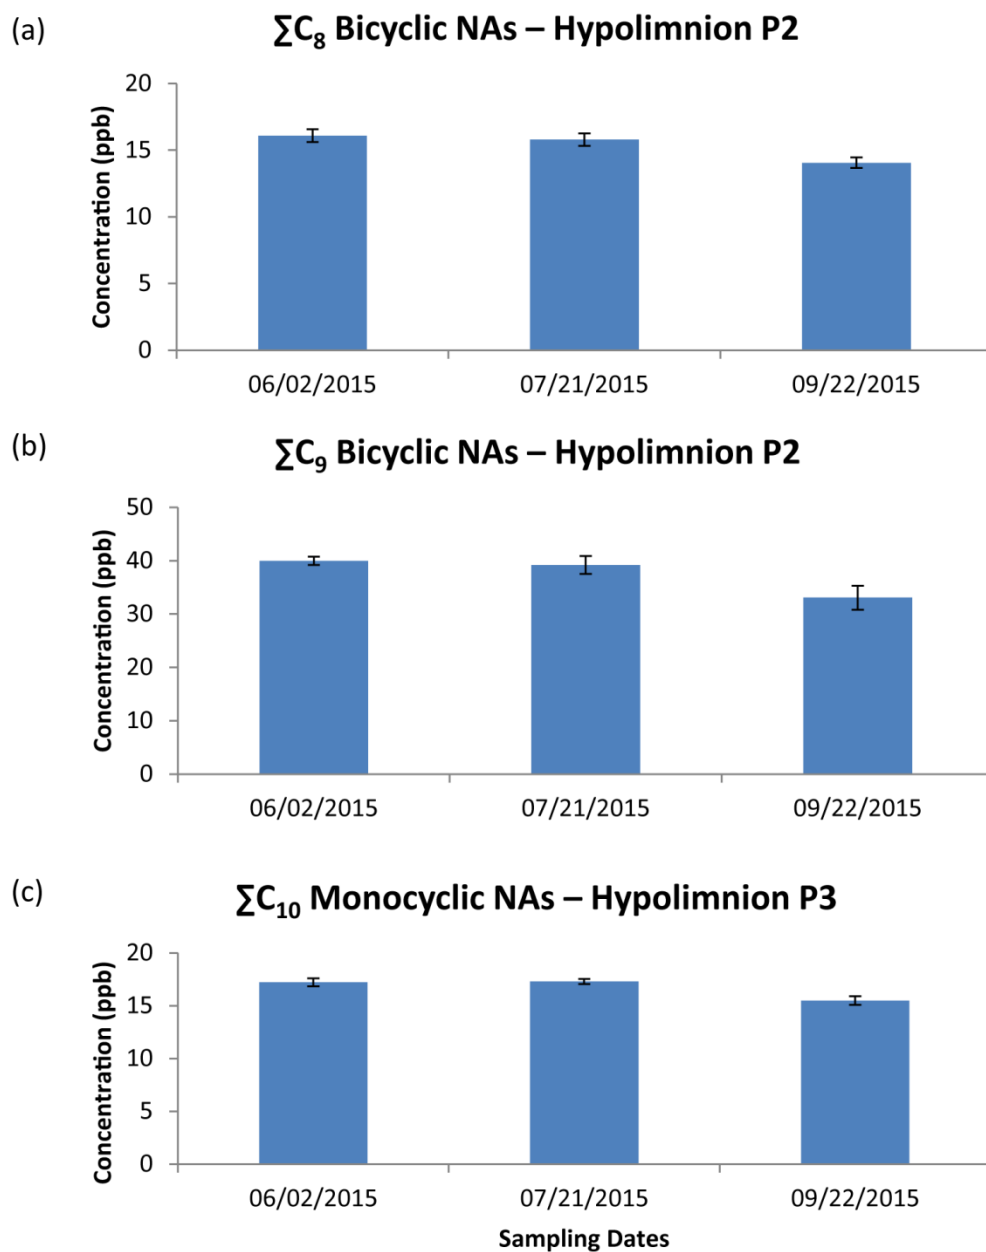 (a)
∑C₈ Bicyclic NAs – Hypolimnion P2
Concentration (ppb)
20
15
10
5
0
06/02/2015 07/21/2015 09/22/2015
(b)
∑C₉ Bicyclic NAs – Hypolimnion P2
Concentration (ppb)
50
40
30
20
10
0
06/02/2015 07/21/2015 09/22/2015
(c)
∑C₁₀ Monocyclic NAs – Hypolimnion P3
Concentration (ppb)
20
15
10
5
0
06/02/2015 07/21/2015 09/22/2015
Sampling Dates